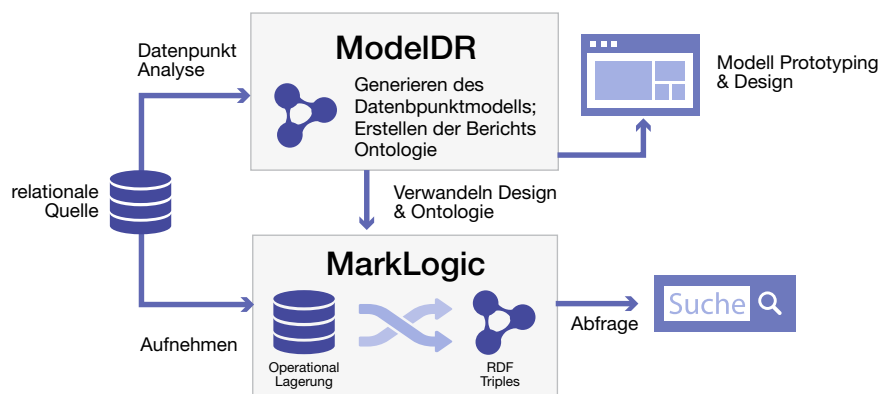 Datenpunkt
Analyse
ModelDR
Generieren des
Datenbpunktmodells;
Erstellen der Berichts
Ontologie
Modell Prototyping
& Design
relationale
Quelle
Verwandeln Design
& Ontologie
MarkLogic
Aufnehmen
Operational
Lagerung
RDF
Triples
Abfrage
Suche